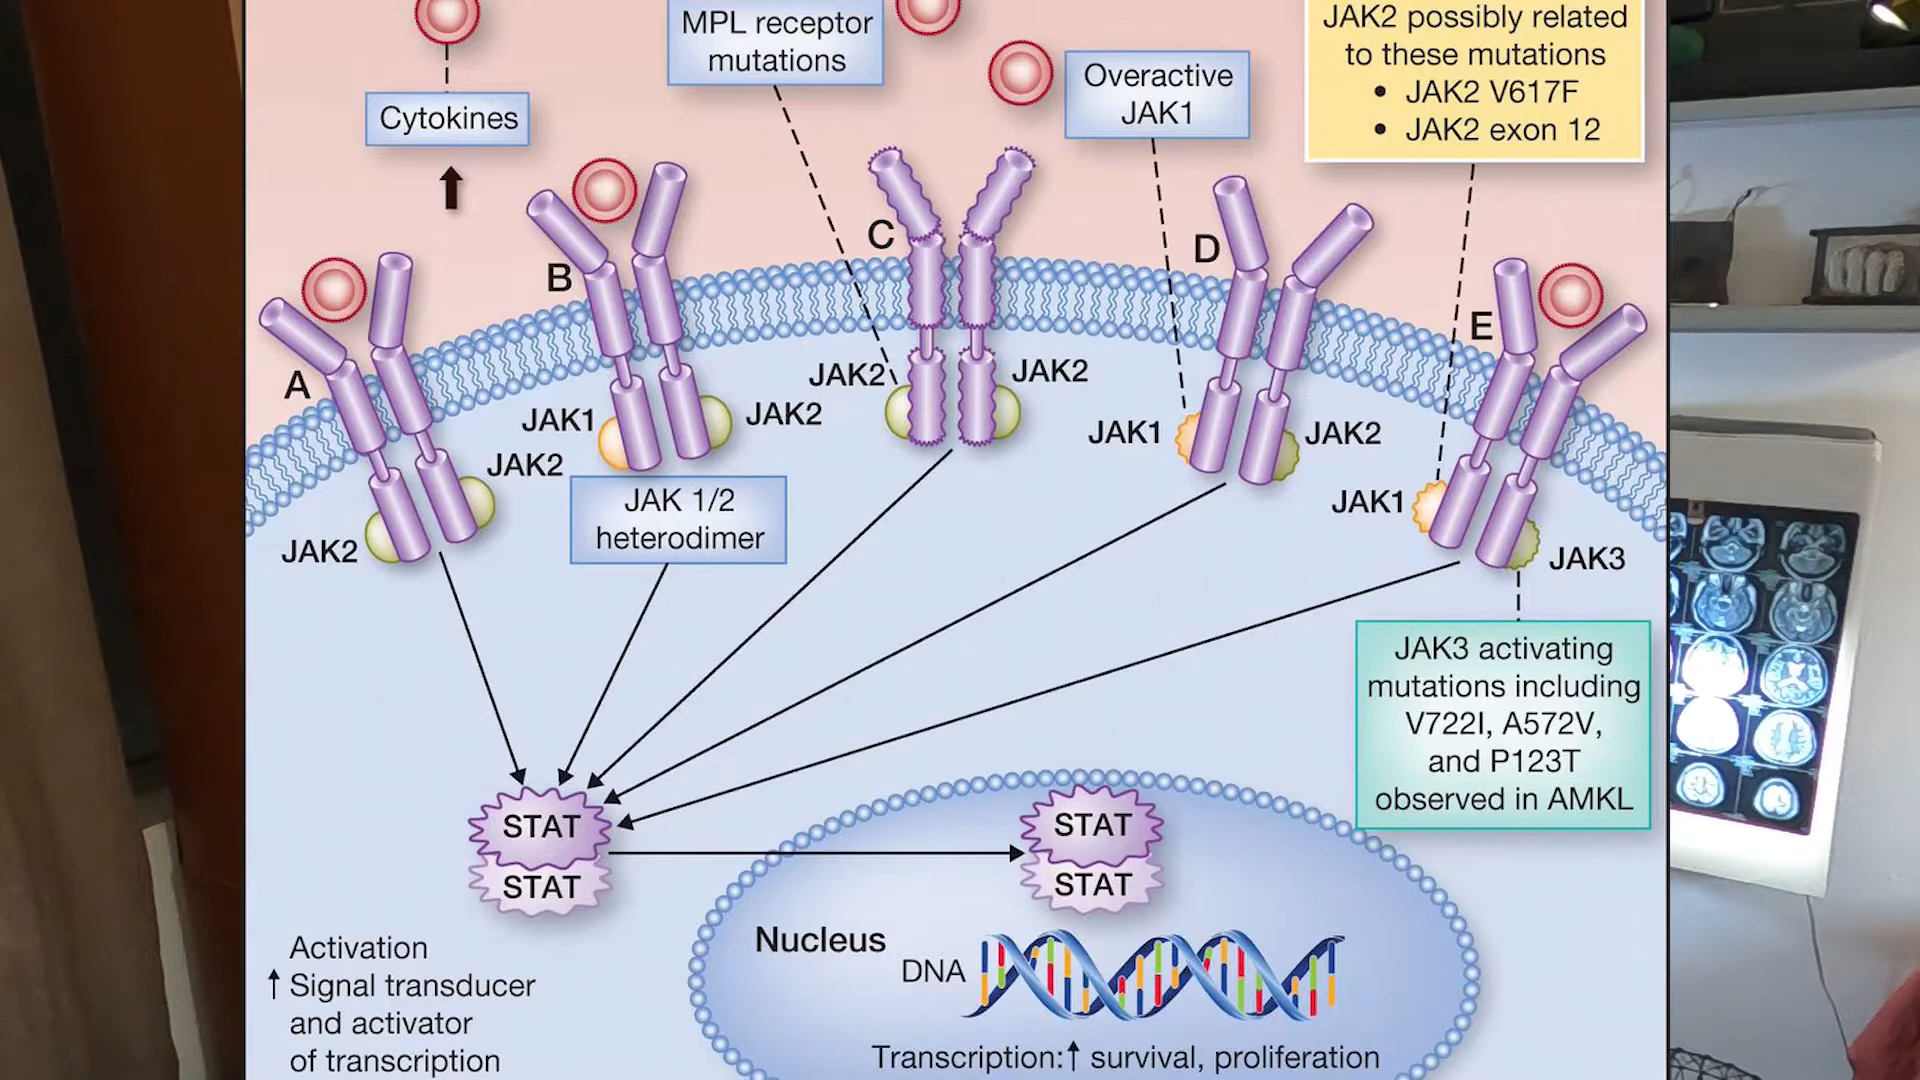 MPL receptor
mutations
Cytokines
Overactive
JAK1
JAK2 possibly related
to these mutations
• JAK2 V617F
• JAK2 exon 12
A
JAK2
JAK2
B
JAK1
JAK2
JAK 1/2
heterodimer
C
JAK2
JAK2
D
JAK1
JAK2
E
JAK1
JAK3
JAK3 activating
mutations including
V722I, A572V,
and P123T
observed in AMKL
STAT
STAT
STAT
STAT
Nucleus
DNA
Activation
↑ Signal transducer
and activator
of transcription
Transcription:↑ survival, proliferation